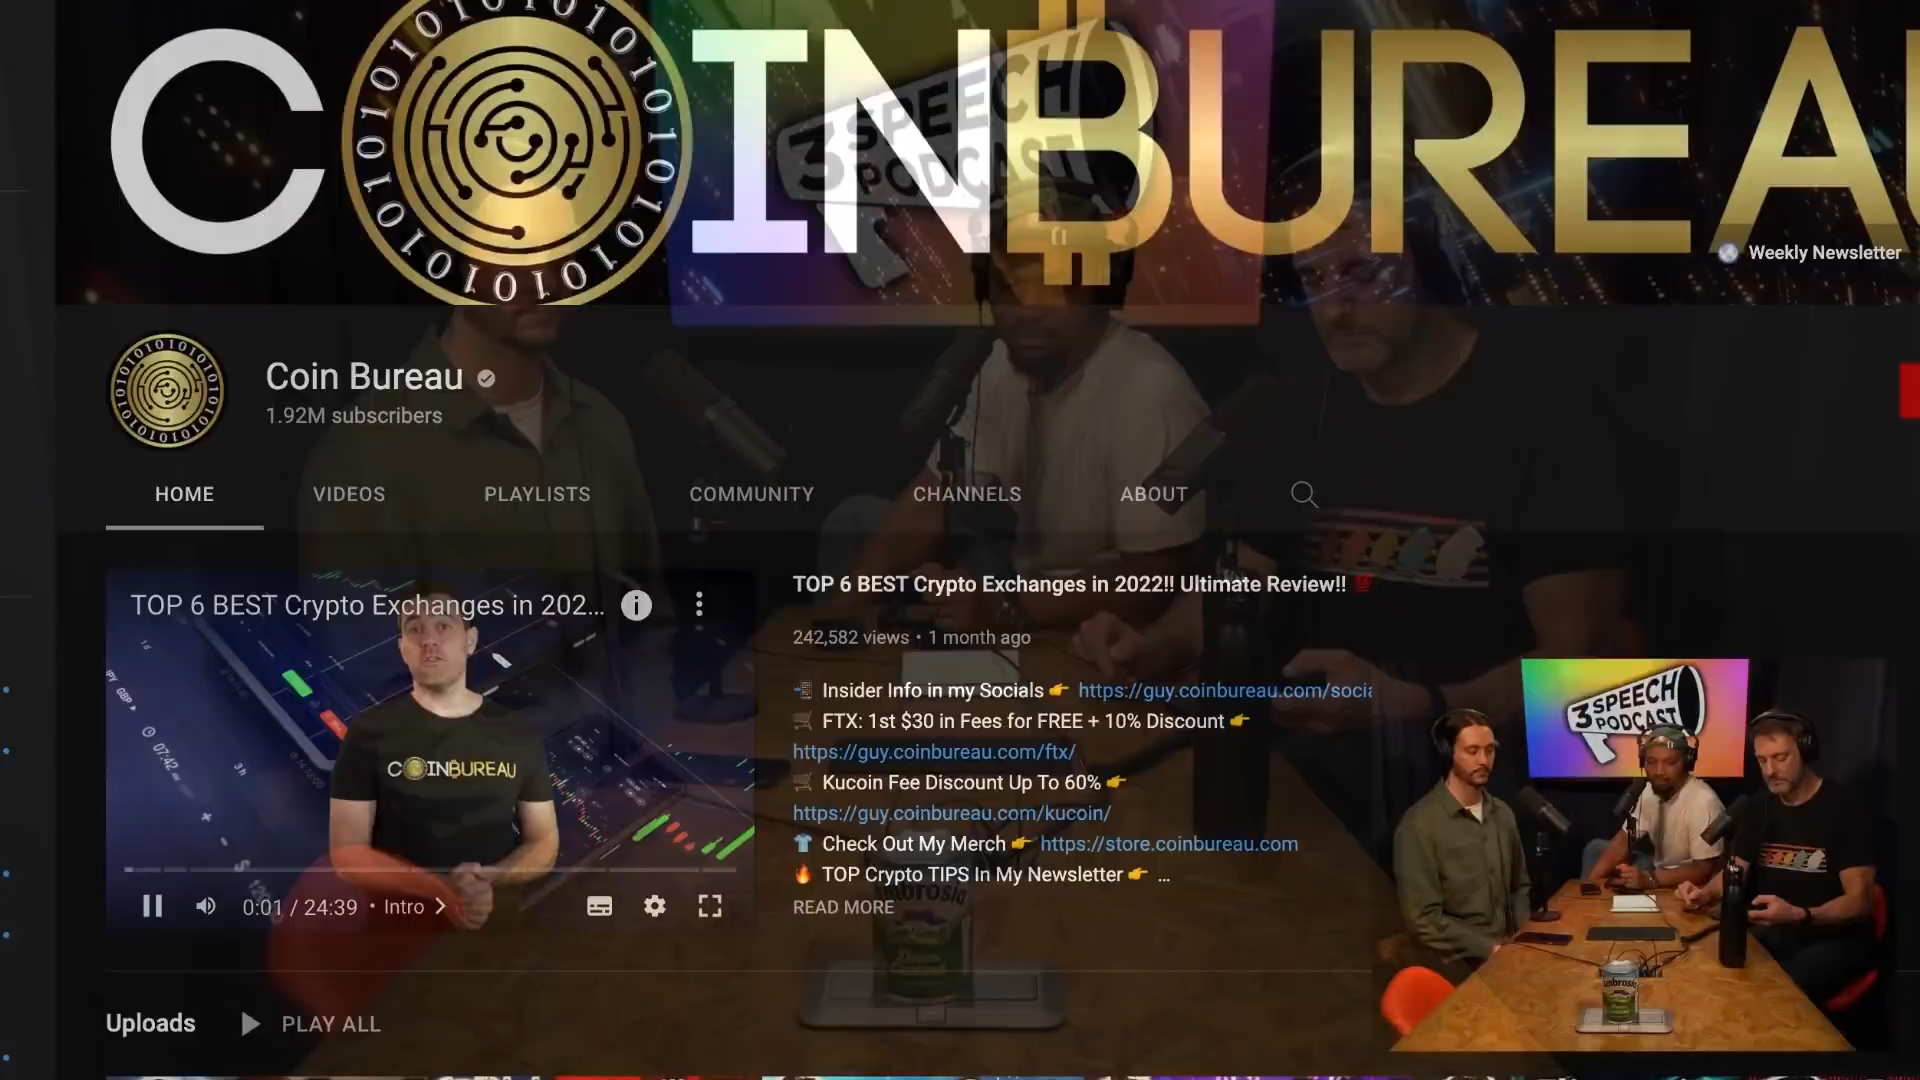 COINBUREAU
3SPEECH
PODCAST
Weekly Newsletter
Coin Bureau
1.92M subscribers
HOME VIDEOS PLAYLISTS COMMUNITY CHANNELS ABOUT
TOP 6 BEST Crypto Exchanges in 202...
COINBUREAU
0:01 / 24:39 • Intro
TOP 6 BEST Crypto Exchanges in 2022!! Ultimate Review!! 💯
242,582 views • 1 month ago
📲 Insider Info in my Socials 👉 https://guy.coinbureau.com/socia
🛒 FTX: 1st $30 in Fees for FREE + 10% Discount 👉
https://guy.coinbureau.com/ftx/
🛒 Kucoin Fee Discount Up To 60% 👉
https://guy.coinbureau.com/kucoin/
👕 Check Out My Merch 👉 https://store.coinbureau.com
🔥 TOP Crypto TIPS In My Newsletter 👉 ...
READ MORE
3SPEECH
PODCAST
Ambrosia
Uploads PLAY ALL